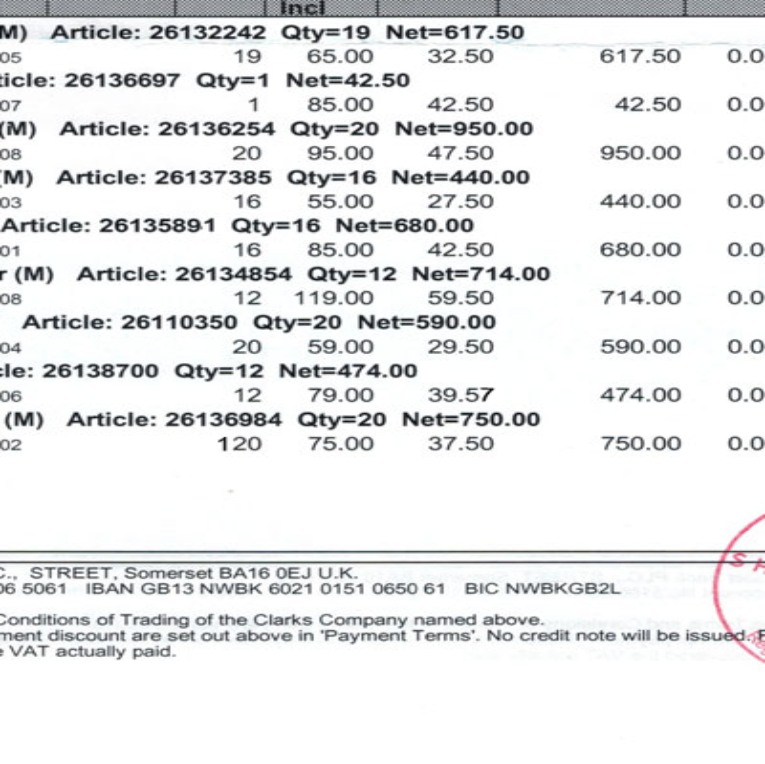 Incl
M) Article: 26132242 Qty=19 Net=617.50
05 19 65.00 32.50 617.50 0.0
ticle: 26136697 Qty=1 Net=42.50
07 1 85.00 42.50 42.50 0.0
(M) Article: 26136254 Qty=20 Net=950.00
08 20 95.00 47.50 950.00 0.0
M) Article: 26137385 Qty=16 Net=440.00
03 16 55.00 27.50 440.00 0.0
Article: 26135891 Qty=16 Net=680.00
01 16 85.00 42.50 680.00 0.0
r (M) Article: 26134854 Qty=12 Net=714.00
08 12 119.00 59.50 714.00 0.0
Article: 26110350 Qty=20 Net=590.00
04 20 59.00 29.50 590.00 0.0
cle: 26138700 Qty=12 Net=474.00
06 12 79.00 39.57 474.00 0.0
(M) Article: 26136984 Qty=20 Net=750.00
02 120 75.00 37.50 750.00 0.0
C., STREET, Somerset BA16 0EJ U.K.
06 5061 IBAN GB13 NWBK 6021 0151 0650 61 BIC NWBKGB2L
Conditions of Trading of the Clarks Company named above.
ment discount are set out above in 'Payment Terms'. No credit note will be issued.
e VAT actually paid.
S H